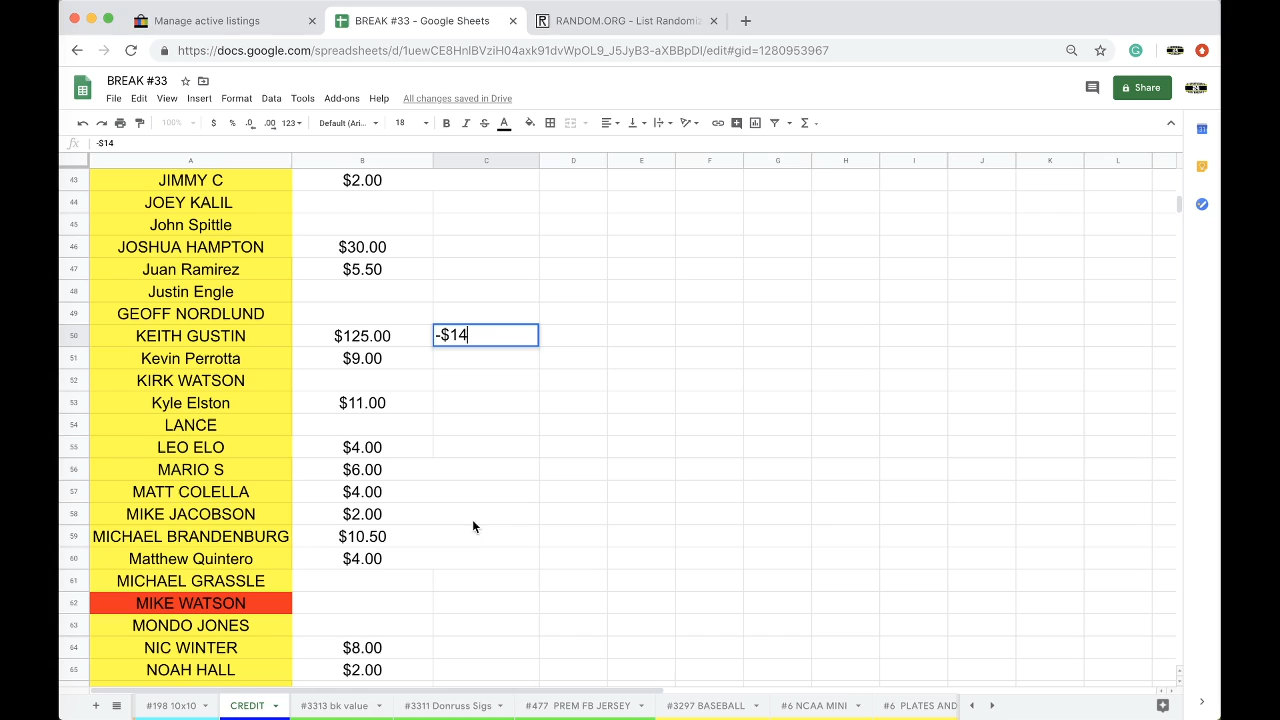 Manage active listings
BREAK #33 - Google Sheets
RANDOM.ORG - List Randomiz
https://docs.google.com/spreadsheets/d/1uewCE8HnIBVziH04axk91dvWpOL9_J5JyB3-aXBBpDI/edit#gid=1280953967
BREAK #33
File Edit View Insert Format Data Tools Add-ons Help All changes saved in Drive
Share
100% $ % .0 .00 123 Default (Ari... 18 B I S A
fx -$14
A B C D E F G H I J K L
43 JIMMY C $2.00
44 JOEY KALIL
45 John Spittle
46 JOSHUA HAMPTON $30.00
47 Juan Ramirez $5.50
48 Justin Engle
49 GEOFF NORDLUND
50 KEITH GUSTIN $125.00 -$14
51 Kevin Perrotta $9.00
52 KIRK WATSON
53 Kyle Elston $11.00
54 LANCE
55 LEO ELO $4.00
56 MARIO S $6.00
57 MATT COLELLA $4.00
58 MIKE JACOBSON $2.00
59 MICHAEL BRANDENBURG $10.50
60 Matthew Quintero $4.00
61 MICHAEL GRASSLE
62 MIKE WATSON
63 MONDO JONES
64 NIC WINTER $8.00
65 NOAH HALL $2.00
#198 10x10 CREDIT #3313 bk value #3311 Donruss Sigs #477 PREM FB JERSEY #3297 BASEBALL #6 NCAA MINI #6 PLATES AND